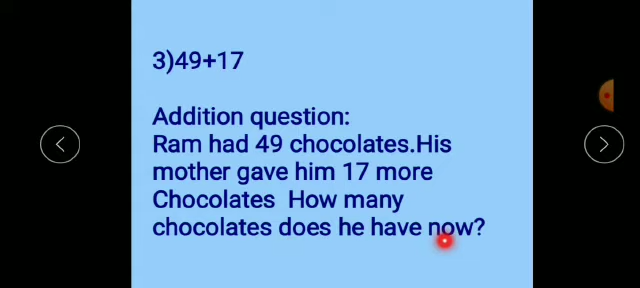 3)49+17
Addition question:
Ram had 49 chocolates.His
mother gave him 17 more
Chocolates  How many
chocolates does he have now?